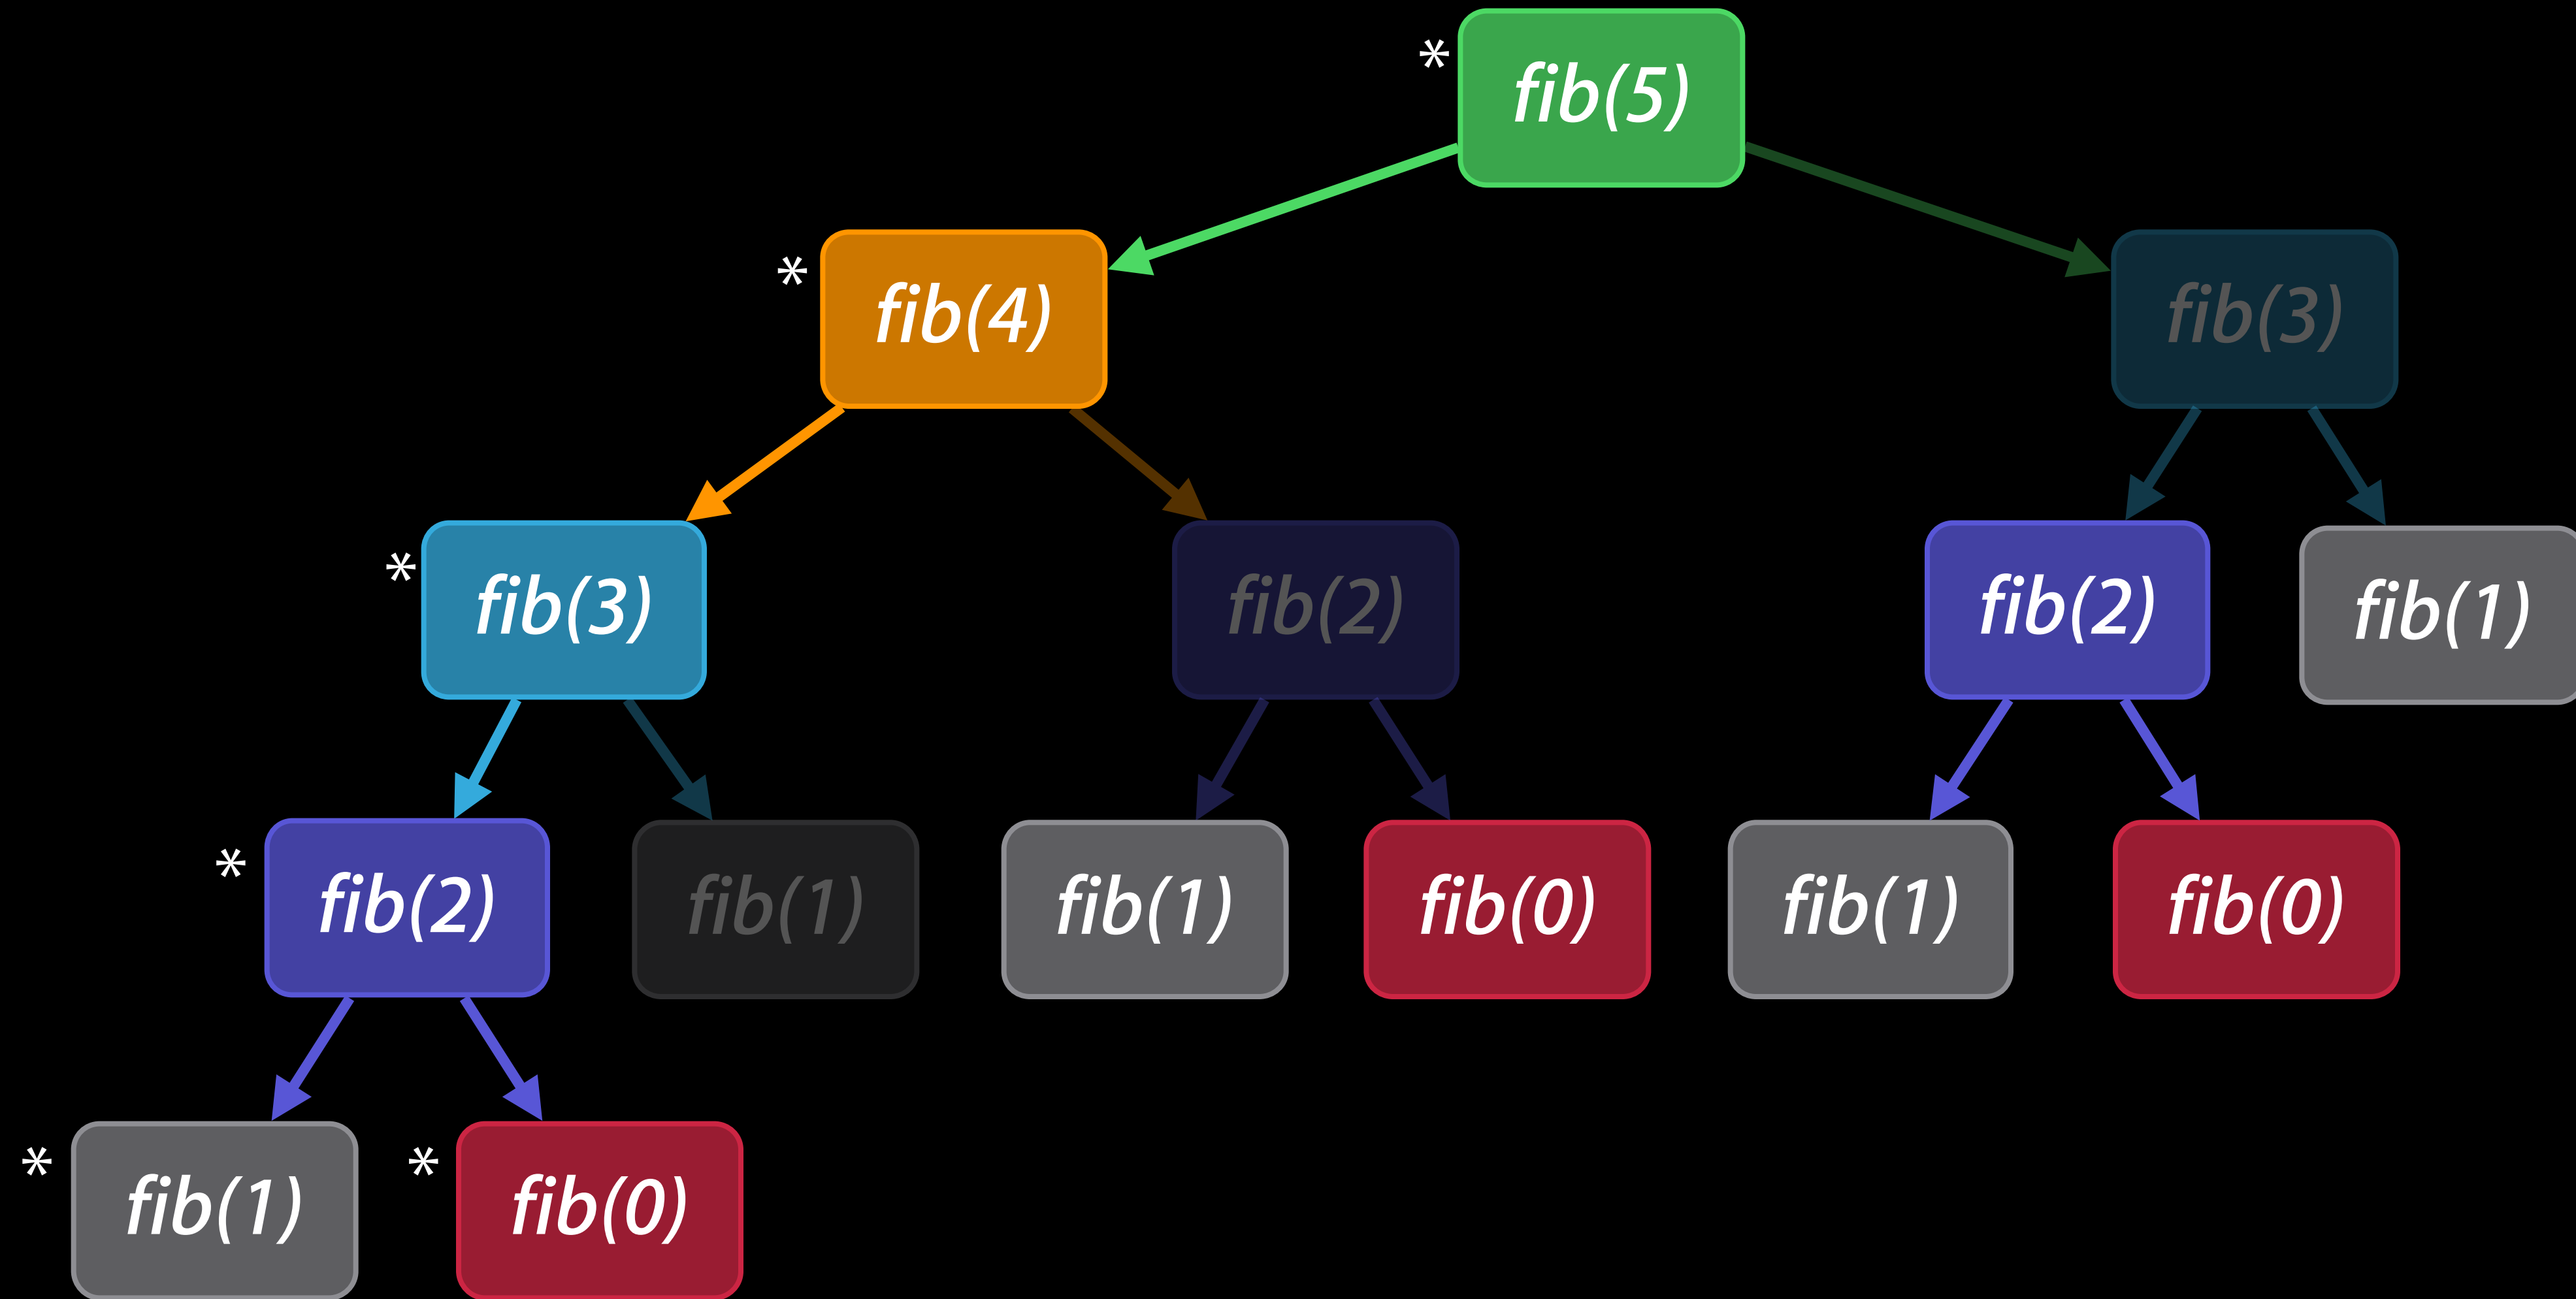 * fib(5)
* fib(4)
fib(3)
* fib(3)
fib(2)
fib(2)
fib(1)
* fib(2)
fib(1)
fib(1)
fib(0)
fib(1)
fib(0)
* fib(1)
* fib(0)